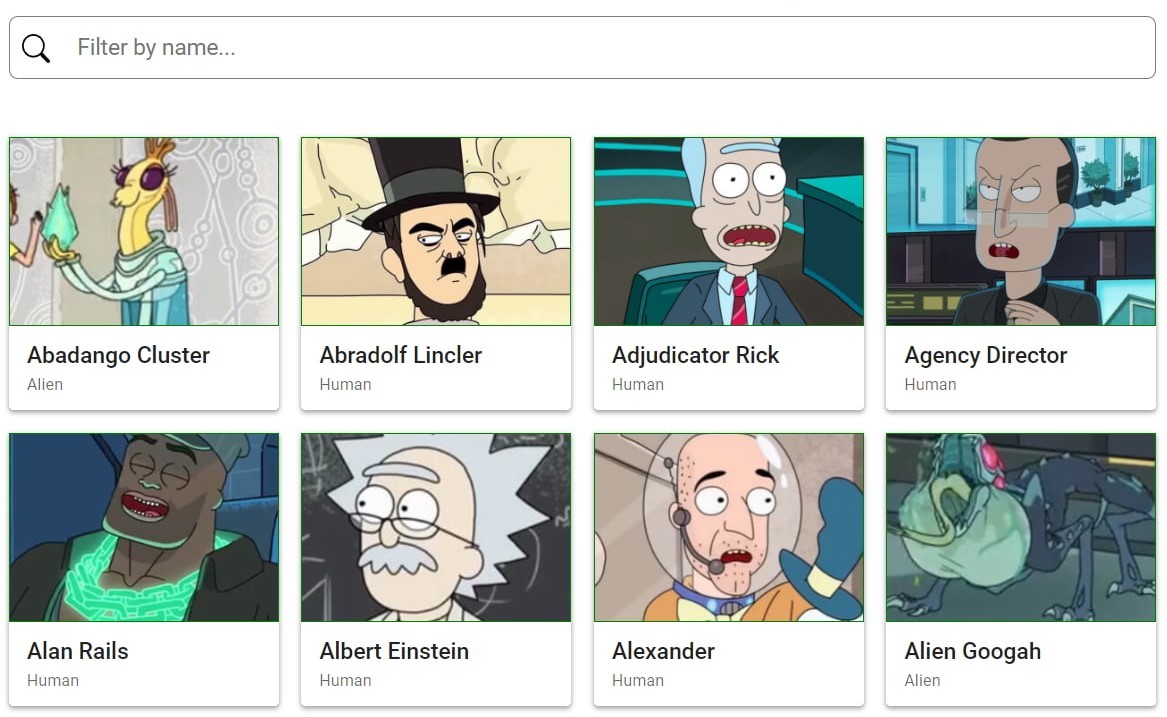 Filter by name...
Abadango Cluster
Alien
Abradolf Lincler
Human
Adjudicator Rick
Human
Agency Director
Human
Alan Rails
Human
Albert Einstein
Human
Alexander
Human
Alien Googah
Alien